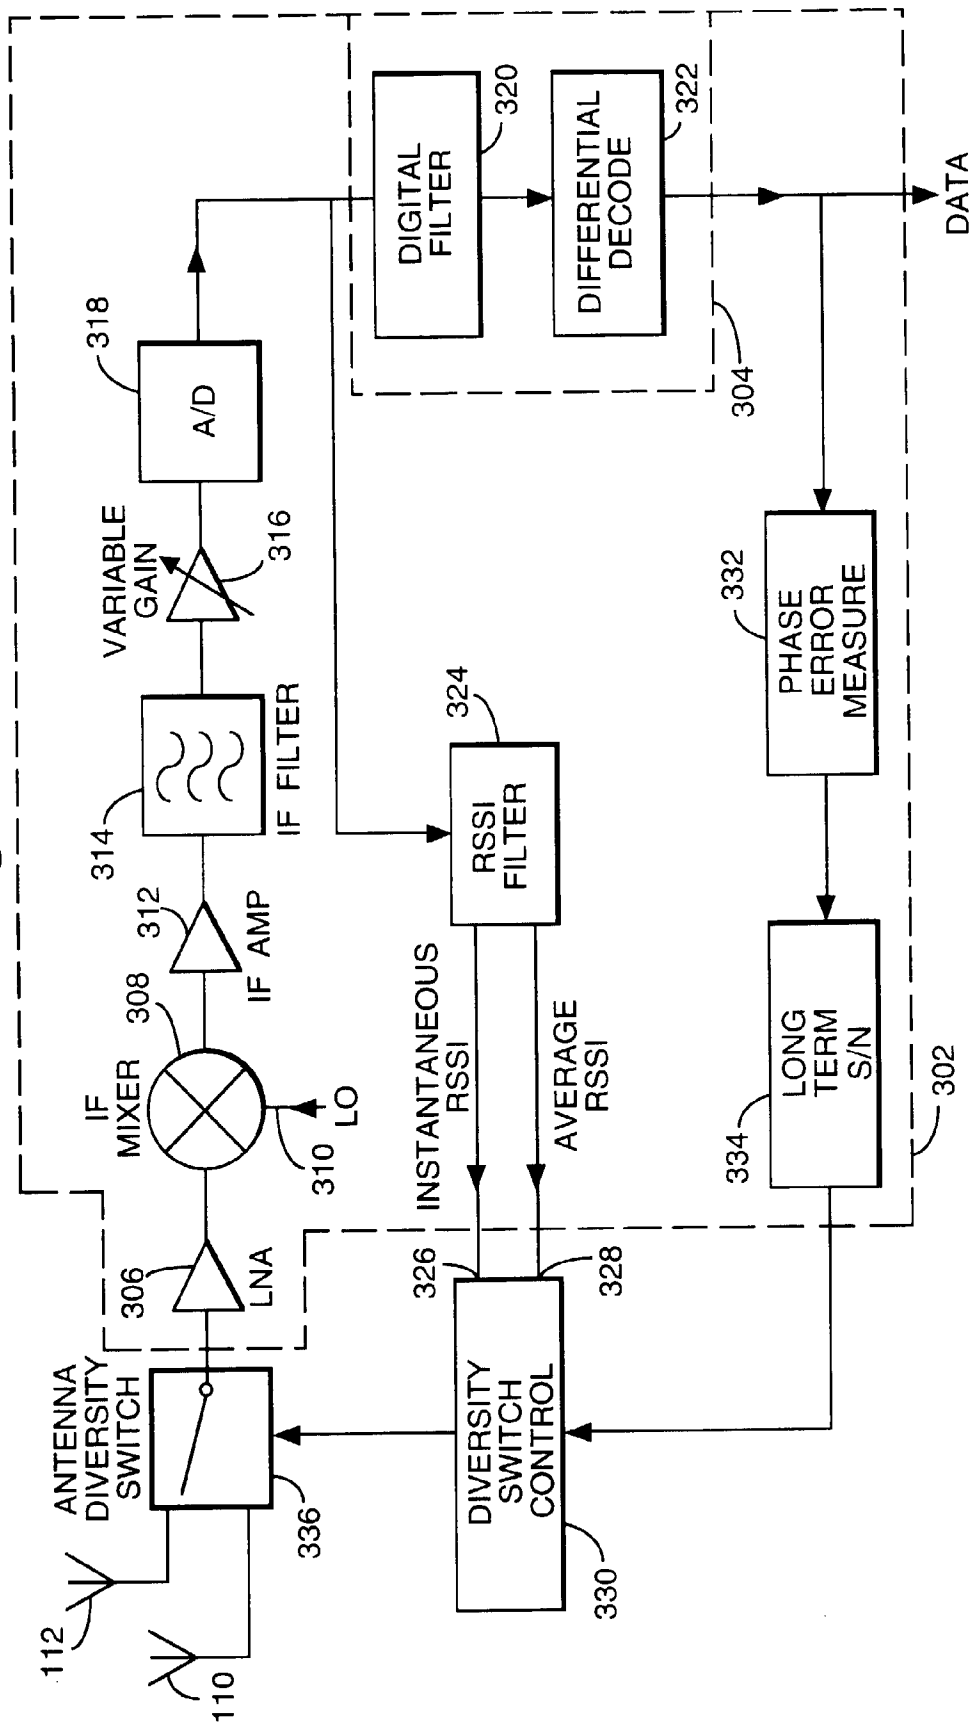 112
110
ANTENNA
DIVERSITY
SWITCH
336
306
LNA
IF
MIXER
308
310
LO
312
IF AMP
314
IF FILTER
VARIABLE
GAIN
316
318
A/D
DIGITAL
FILTER
320
DIFFERENTIAL
DECODE
322
304
DATA
324
RSSI
FILTER
INSTANTANEOUS
RSSI
AVERAGE
RSSI
326
328
DIVERSITY
SWITCH
CONTROL
330
332
PHASE
ERROR
MEASURE
334
LONG
TERM
S/N
302